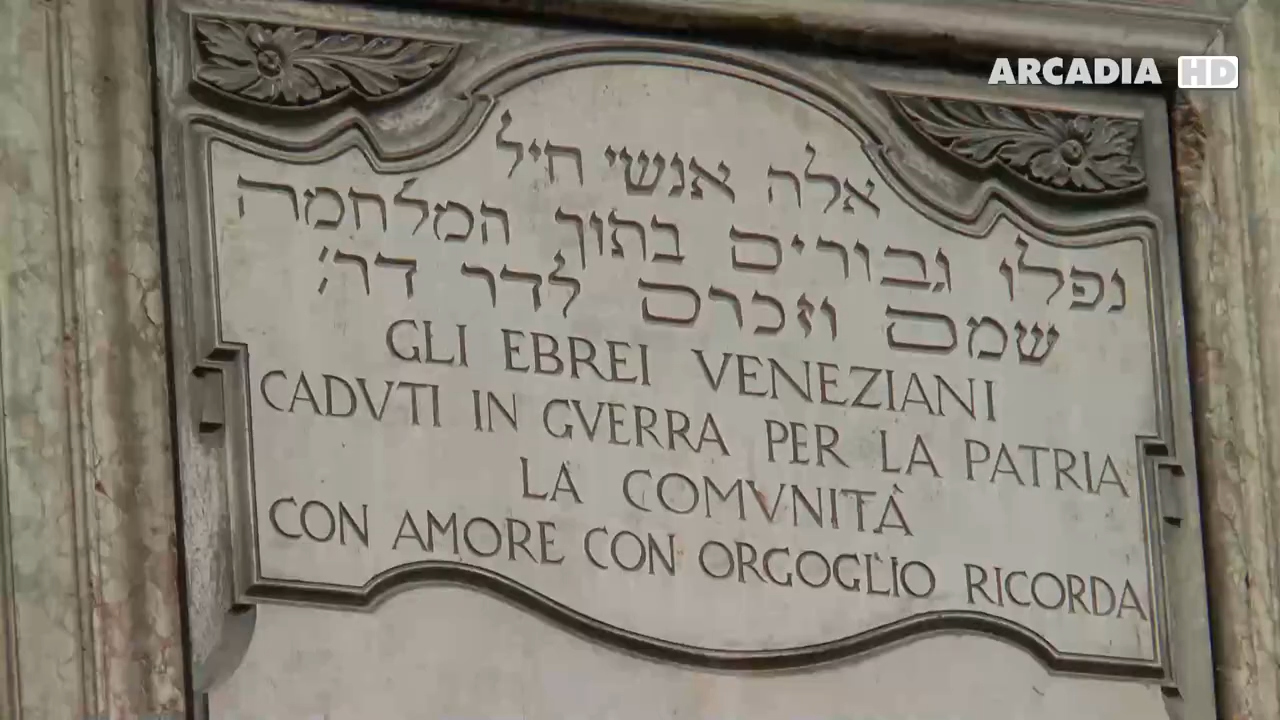 ARCADIA HD
אלה אנשי חיל
נפלו גבורים בתוך המלחמה
שמם וזכרם לדר דר׳
GLI EBREI VENEZIANI
CADVTI IN GVERRA PER LA PATRIA
LA COMVNITÀ
CON AMORE CON ORGOGLIO RICORDA